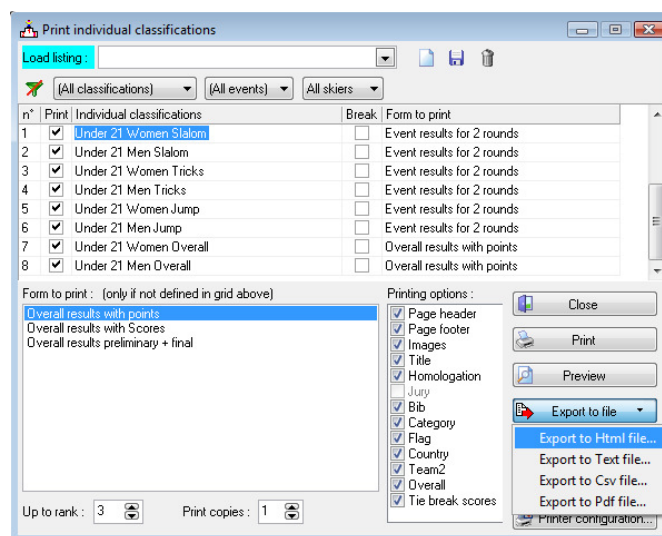 Print individual classifications
Load listing :
(All classifications) (All events) All skiers
n° Print Individual classifications Break Form to print
1 Under 21 Women Slalom Event results for 2 rounds
2 Under 21 Men Slalom Event results for 2 rounds
3 Under 21 Women Tricks Event results for 2 rounds
4 Under 21 Men Tricks Event results for 2 rounds
5 Under 21 Women Jump Event results for 2 rounds
6 Under 21 Men Jump Event results for 2 rounds
7 Under 21 Women Overall Overall results with points
8 Under 21 Men Overall Overall results with points
Form to print : (only if not defined in grid above)
Overall results with points
Overall results with Scores
Overall results preliminary + final
Up to rank : 3 Print copies : 1
Printing options :
Page header
Page footer
Images
Title
Homologation
Jury
Bib
Category
Flag
Country
Team2
Overall
Tie break scores
Close
Print
Preview
Export to file
Export to Html file...
Export to Text file...
Export to Csv file...
Export to Pdf file...
Printer configuration...